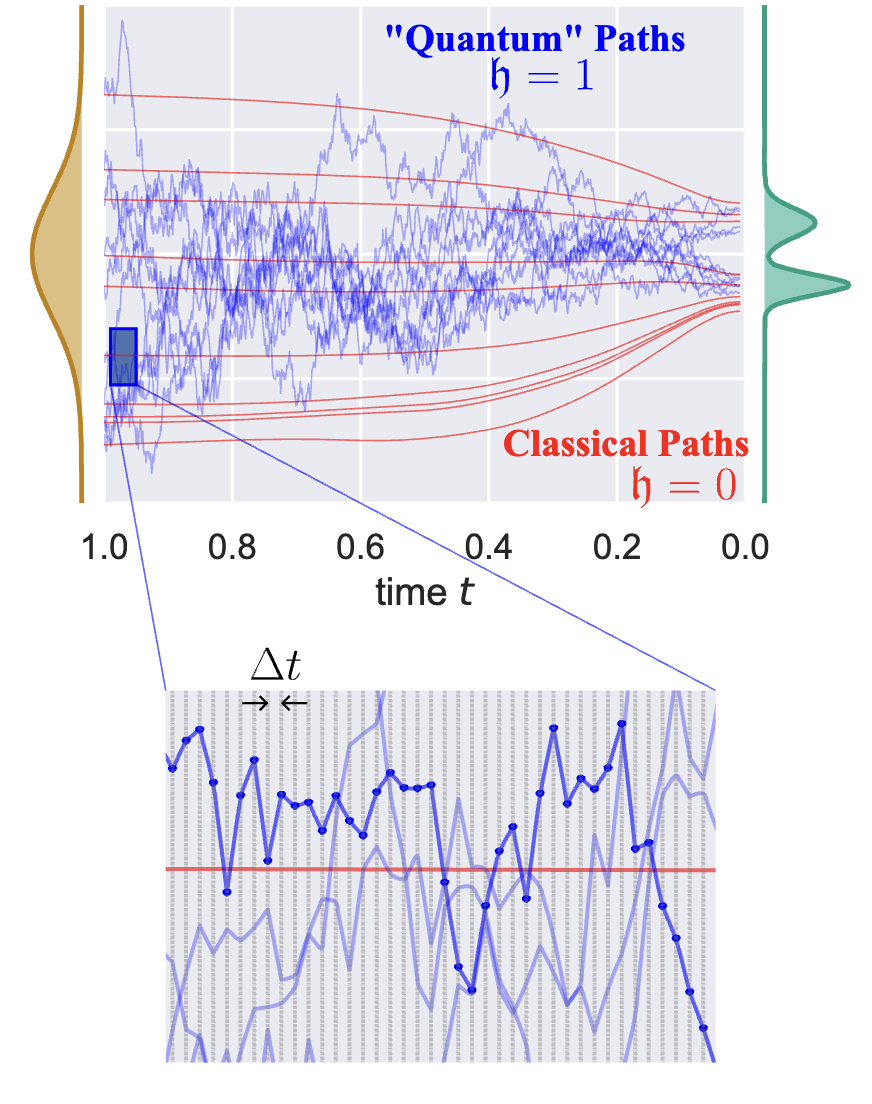 "Quantum" Paths
𝔥 = 1
Classical Paths
𝔥 = 0
1.0 0.8 0.6 0.4 0.2 0.0
time t
Δt
→ ←